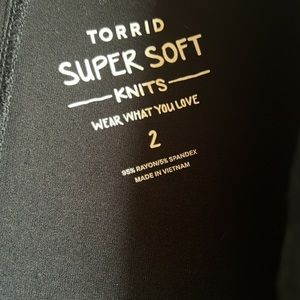 TORRID
SUPER SOFT
KNITS
WEAR WHAT YOU LOVE
2
95% RAYON/5% SPANDEX
MADE IN VIETNAM